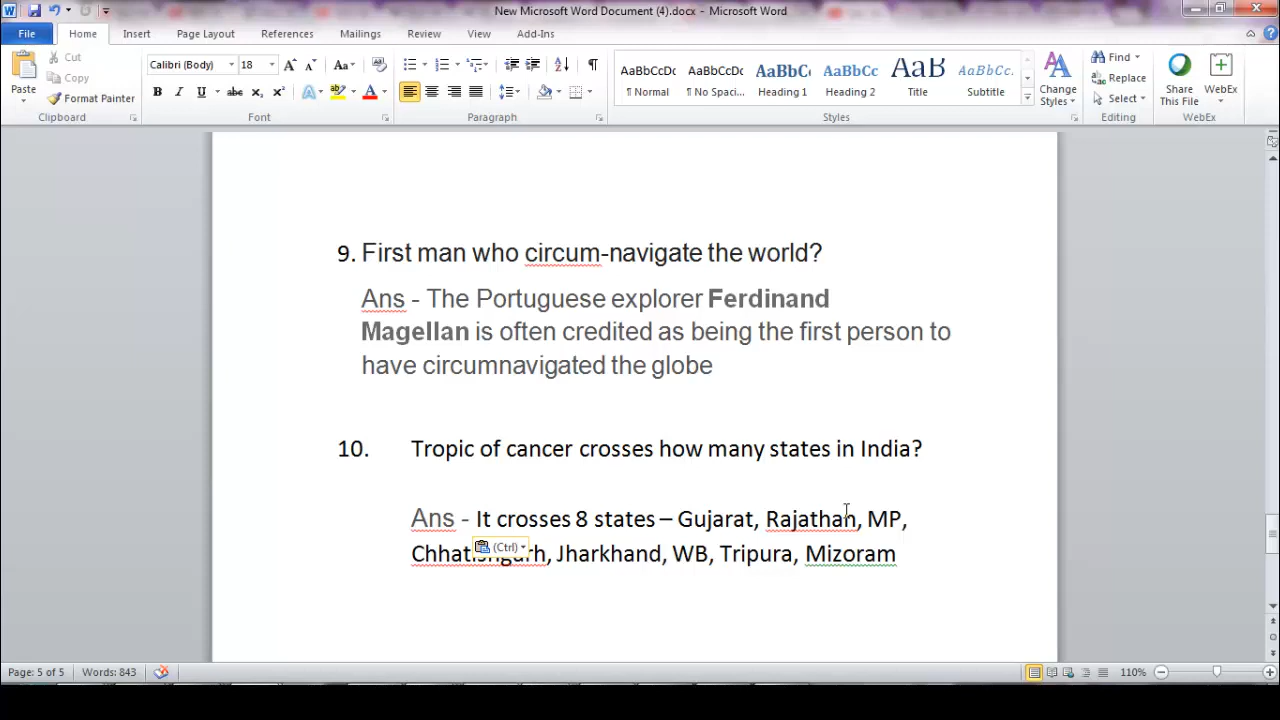 New Microsoft Word Document (4).docx - Microsoft Word
File Home Insert Page Layout References Mailings Review View Add-Ins
Paste
Cut
Copy
Format Painter
Clipboard
Calibri (Body) 18
Font
Paragraph
AaBbCcDc AaBbCcDc AaBbCc AaBbCc AaB AaBbCc.
¶ Normal ¶ No Spaci... Heading 1 Heading 2 Title Subtitle
Change Styles
Styles
Find
Replace
Select
Editing
Share This File
WebEx
WebEx
9. First man who circum-navigate the world?
Ans - The Portuguese explorer Ferdinand
Magellan is often credited as being the first person to
have circumnavigated the globe
10. Tropic of cancer crosses how many states in India?
Ans - It crosses 8 states – Gujarat, Rajathan, MP,
(Ctrl)
Jharkhand, WB, Tripura, Mizoram
Page: 5 of 5 Words: 843 110%